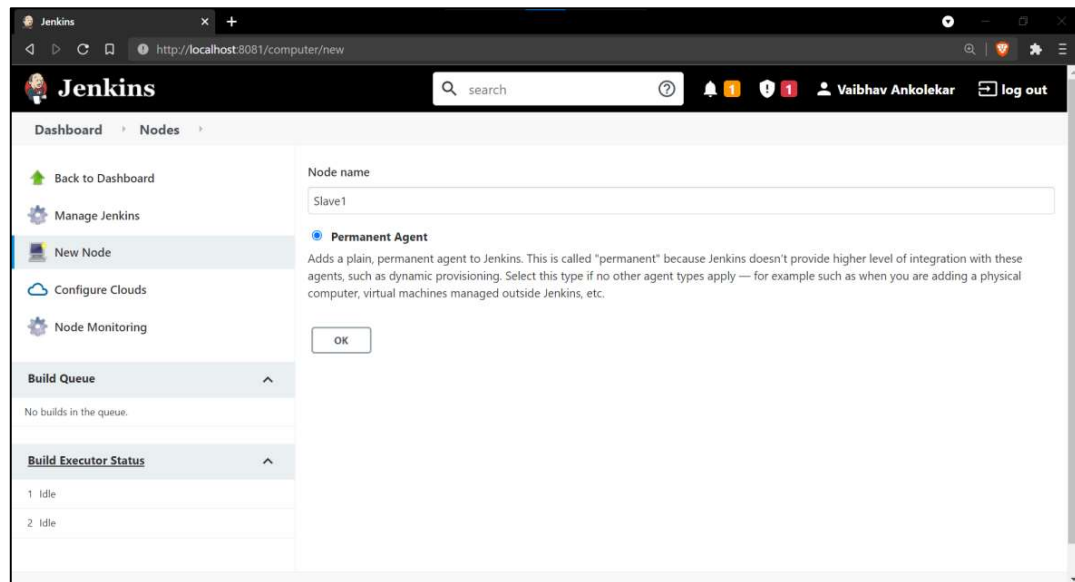 Jenkins
http://localhost:8081/computer/new
Jenkins
search
1
1
Vaibhav Ankolekar
log out
Dashboard
Nodes
Back to Dashboard
Manage Jenkins
New Node
Configure Clouds
Node Monitoring
Build Queue
No builds in the queue.
Build Executor Status
1 Idle
2 Idle
Node name
Slave1
Permanent Agent
Adds a plain, permanent agent to Jenkins. This is called "permanent" because Jenkins doesn't provide higher level of integration with these
agents, such as dynamic provisioning. Select this type if no other agent types apply — for example such as when you are adding a physical
computer, virtual machines managed outside Jenkins, etc.
OK